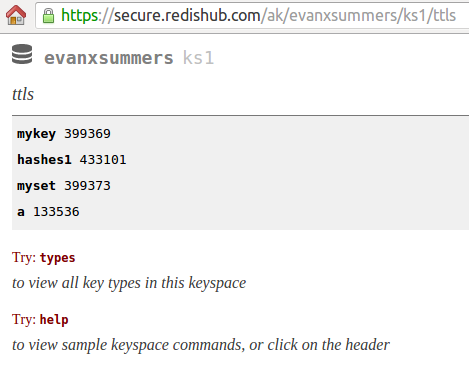 https://secure.redishub.com/ak/evanxsummers/ks1/ttls
evanxsummers ks1
ttls
mykey 399369
hashes1 433101
myset 399373
a 133536
Try: types
to view all key types in this keyspace
Try: help
to view sample keyspace commands, or click on the header